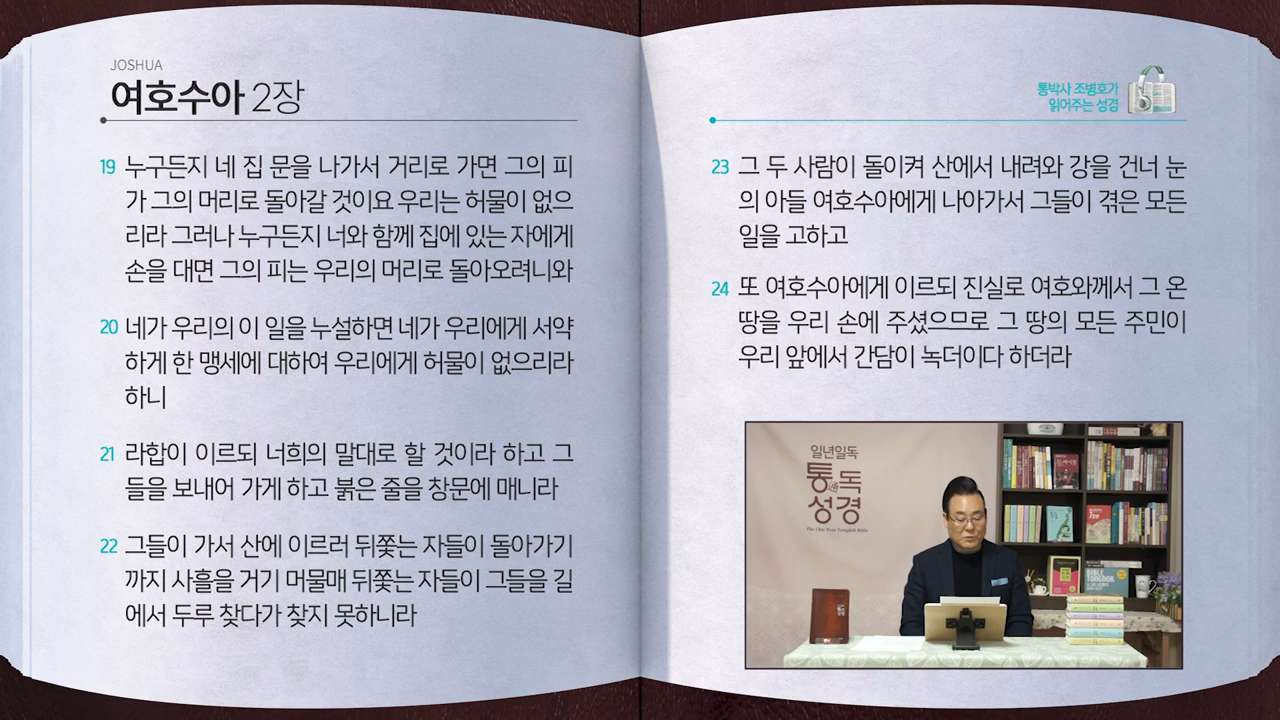 JOSHUA
여호수아 2장
19 누구든지 네 집 문을 나가서 거리로 가면 그의 피
가 그의 머리로 돌아갈 것이요 우리는 허물이 없으
리라 그러나 누구든지 너와 함께 집에 있는 자에게
손을 대면 그의 피는 우리의 머리로 돌아오려니와
20 네가 우리의 이 일을 누설하면 네가 우리에게 서약
하게 한 맹세에 대하여 우리에게 허물이 없으리라
하니
21 라합이 이르되 너희의 말대로 할 것이라 하고 그
들을 보내어 가게 하고 붉은 줄을 창문에 매니라
22 그들이 가서 산에 이르러 뒤쫓는 자들이 돌아가기
까지 사흘을 거기 머물매 뒤쫓는 자들이 그들을 길
에서 두루 찾다가 찾지 못하니라
통박사 조병호가
읽어주는 성경
23 그 두 사람이 돌이켜 산에서 내려와 강을 건너 눈
의 아들 여호수아에게 나아가서 그들이 겪은 모든
일을 고하고
24 또 여호수아에게 이르되 진실로 여호와께서 그 온
땅을 우리 손에 주셨으므로 그 땅의 모든 주민이
우리 앞에서 간담이 녹더이다 하더라
일년일독
통通독
성경
The One Year Tongdok Bible
BIBLE
TONGDOK